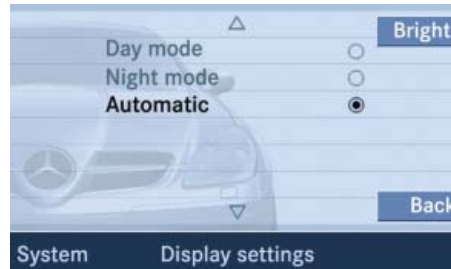 Bright
Day mode
Night mode
Automatic
Back
System Display settings